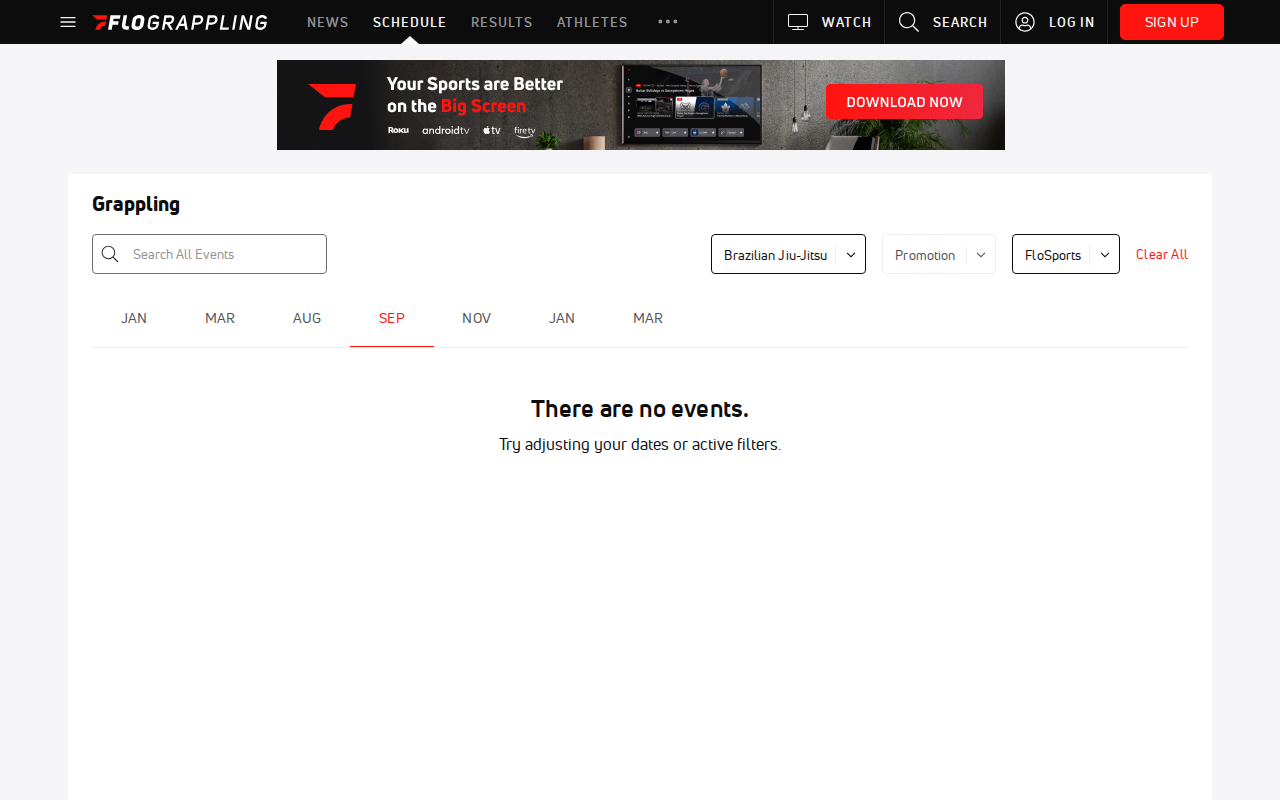 FLOGRAPPLING
NEWS
SCHEDULE
RESULTS
ATHLETES
WATCH
SEARCH
LOG IN
SIGN UP
Your Sports are Better
on the Big Screen
Roku androidtv tv firetv
DOWNLOAD NOW
Grappling
Search All Events
Brazilian Jiu-Jitsu
Promotion
FloSports
Clear All
JAN MAR AUG SEP NOV JAN MAR
There are no events.
Try adjusting your dates or active filters.